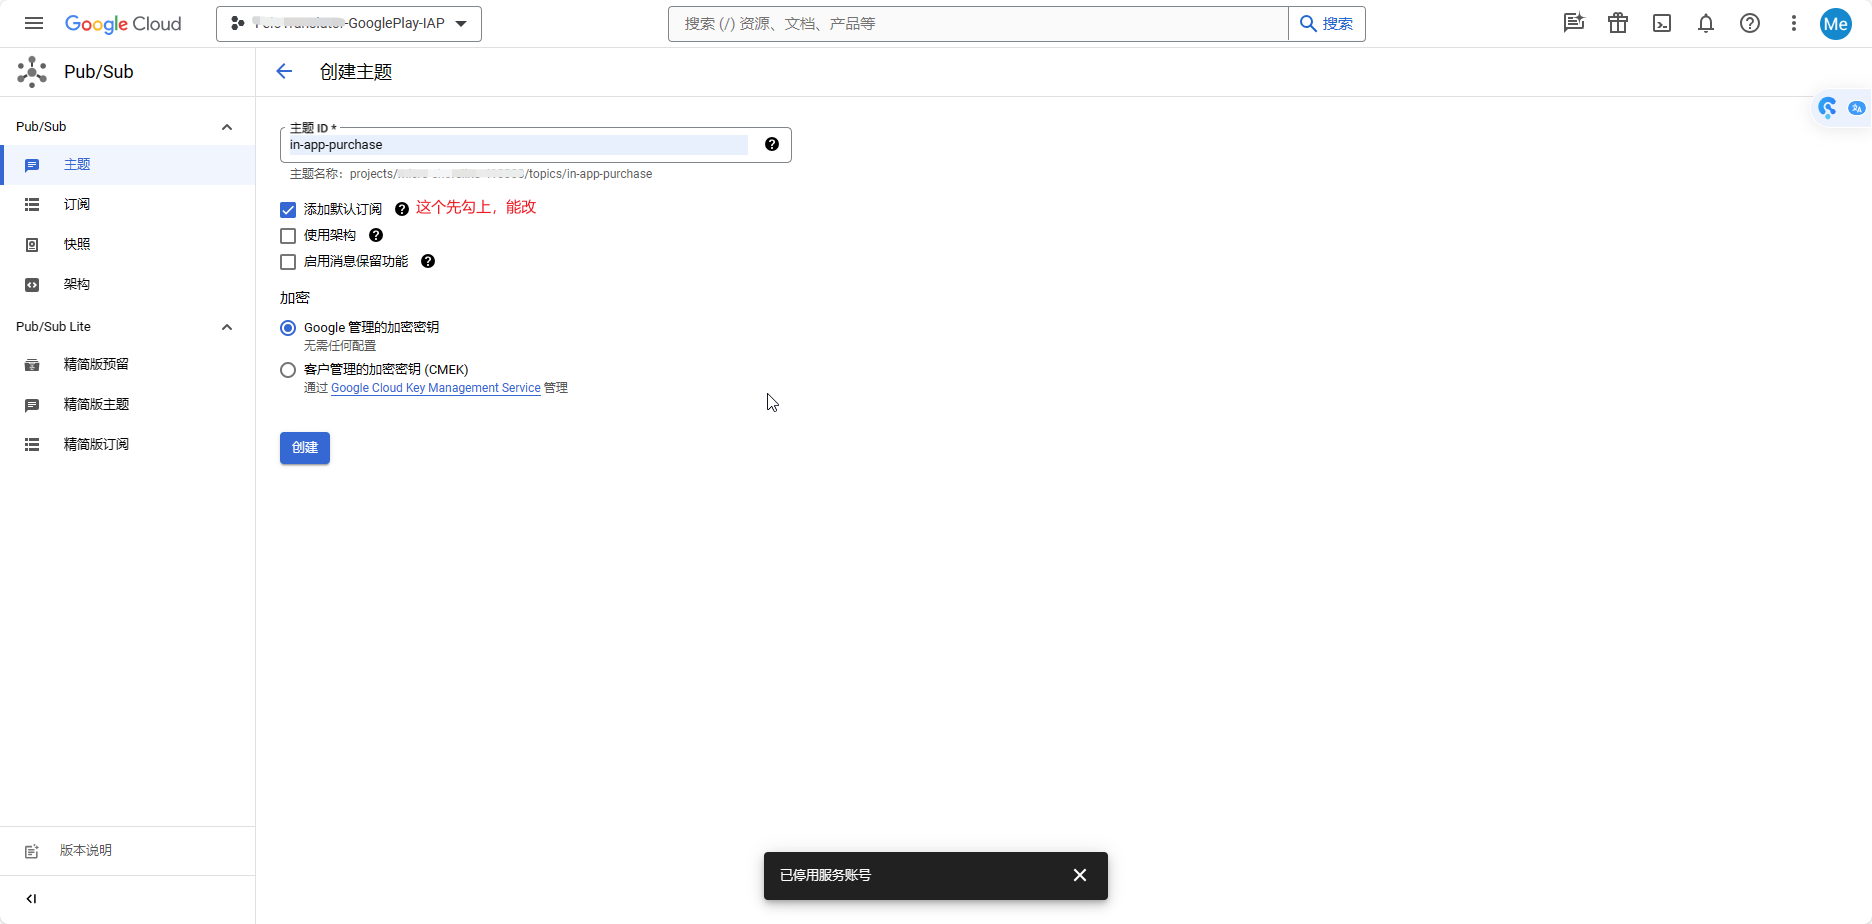 Google Cloud
-GooglePlay-IAP
搜索 (/) 资源、文档、产品等
搜索
Me
Pub/Sub
创建主题
Pub/Sub
主题
订阅
快照
架构
Pub/Sub Lite
精简版预留
精简版主题
精简版订阅
版本说明
主题 ID *
in-app-purchase
主题名称：projects/ /topics/in-app-purchase
添加默认订阅 这个先勾上，能改
使用架构
启用消息保留功能
加密
Google 管理的加密密钥
无需任何配置
客户管理的加密密钥 (CMEK)
通过 Google Cloud Key Management Service 管理
创建
已停用服务账号